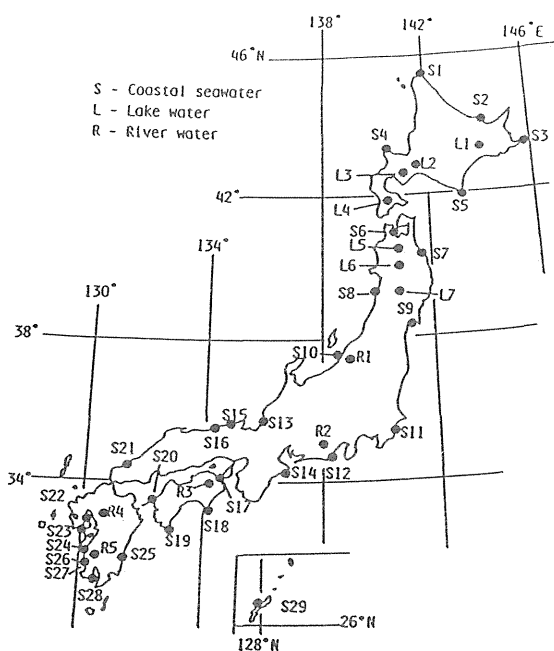 138° 142° 146°E
46°N
S1
S - Coastal seawater
L - Lake water
R - River water
S2
S4
L1
S3
L3
L2
42°
L4
S5
S6
134°
L5
S7
L6
130°
S8
L7
38°
S9
S10
R1
S15
S13
S16
R2
S11
S21
S20
34°
S14 S12
S22
R3
S17
R4
S23
S18
S24
S19
S26
R5
S25
S27
S28
S29
26°N
128°N